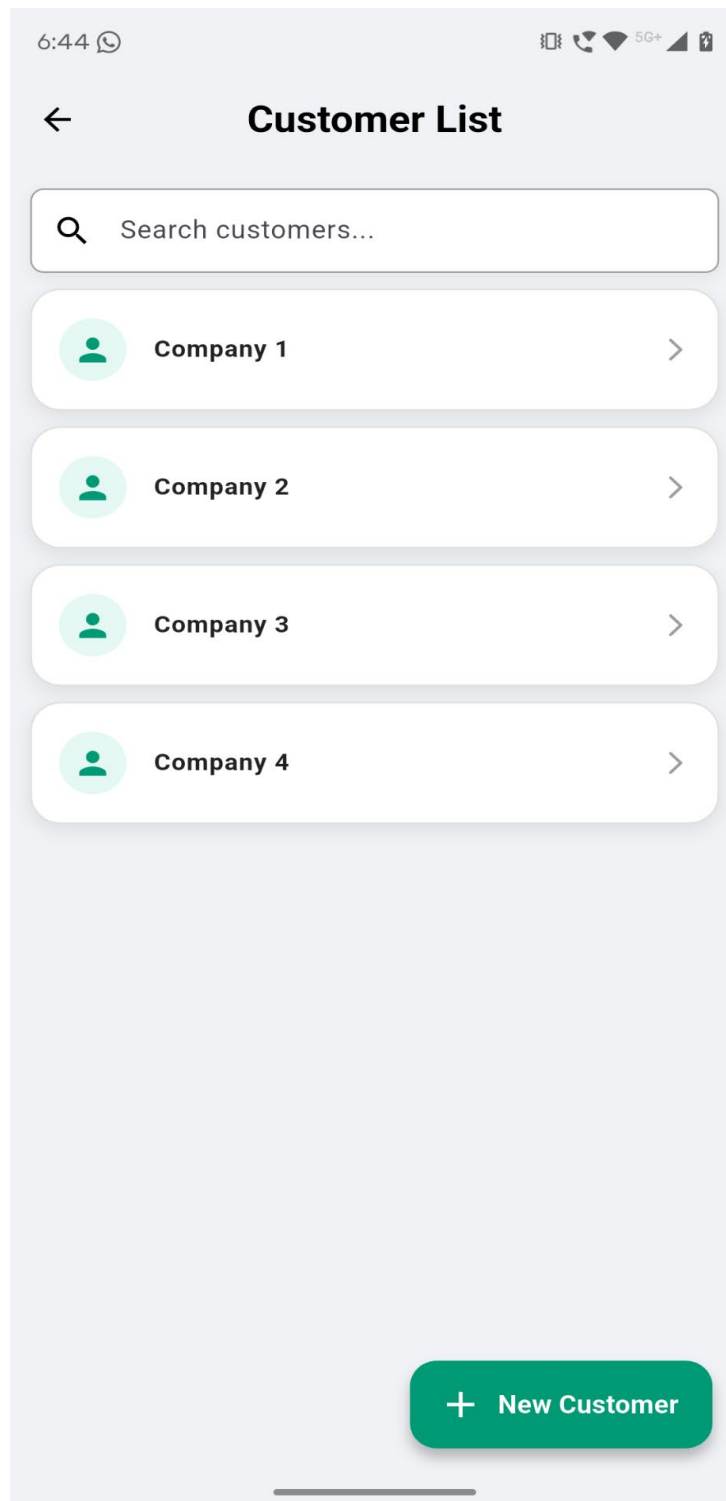 6:44
5G+
Customer List
Search customers...
Company 1
Company 2
Company 3
Company 4
+ New Customer